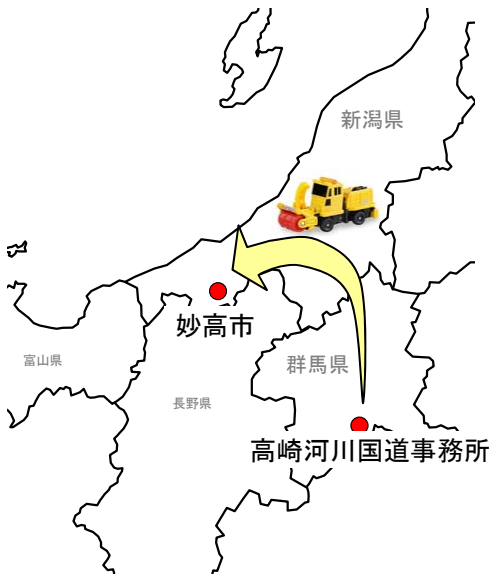 新潟県
妙高市
富山県
群馬県
長野県
高崎河川国道事務所